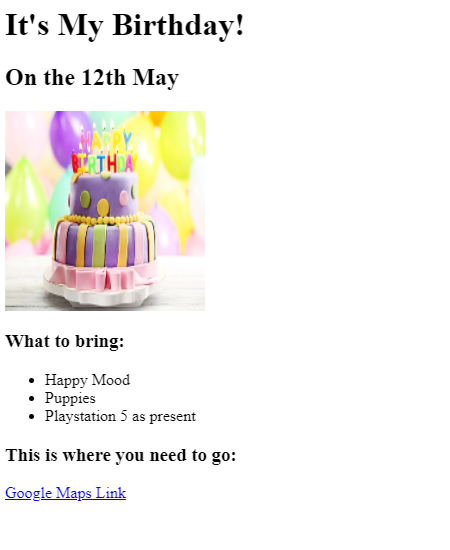 It's My Birthday!
On the 12th May
HAPPY
BIRTHDAY
What to bring:
Happy Mood
Puppies
Playstation 5 as present
This is where you need to go:
Google Maps Link